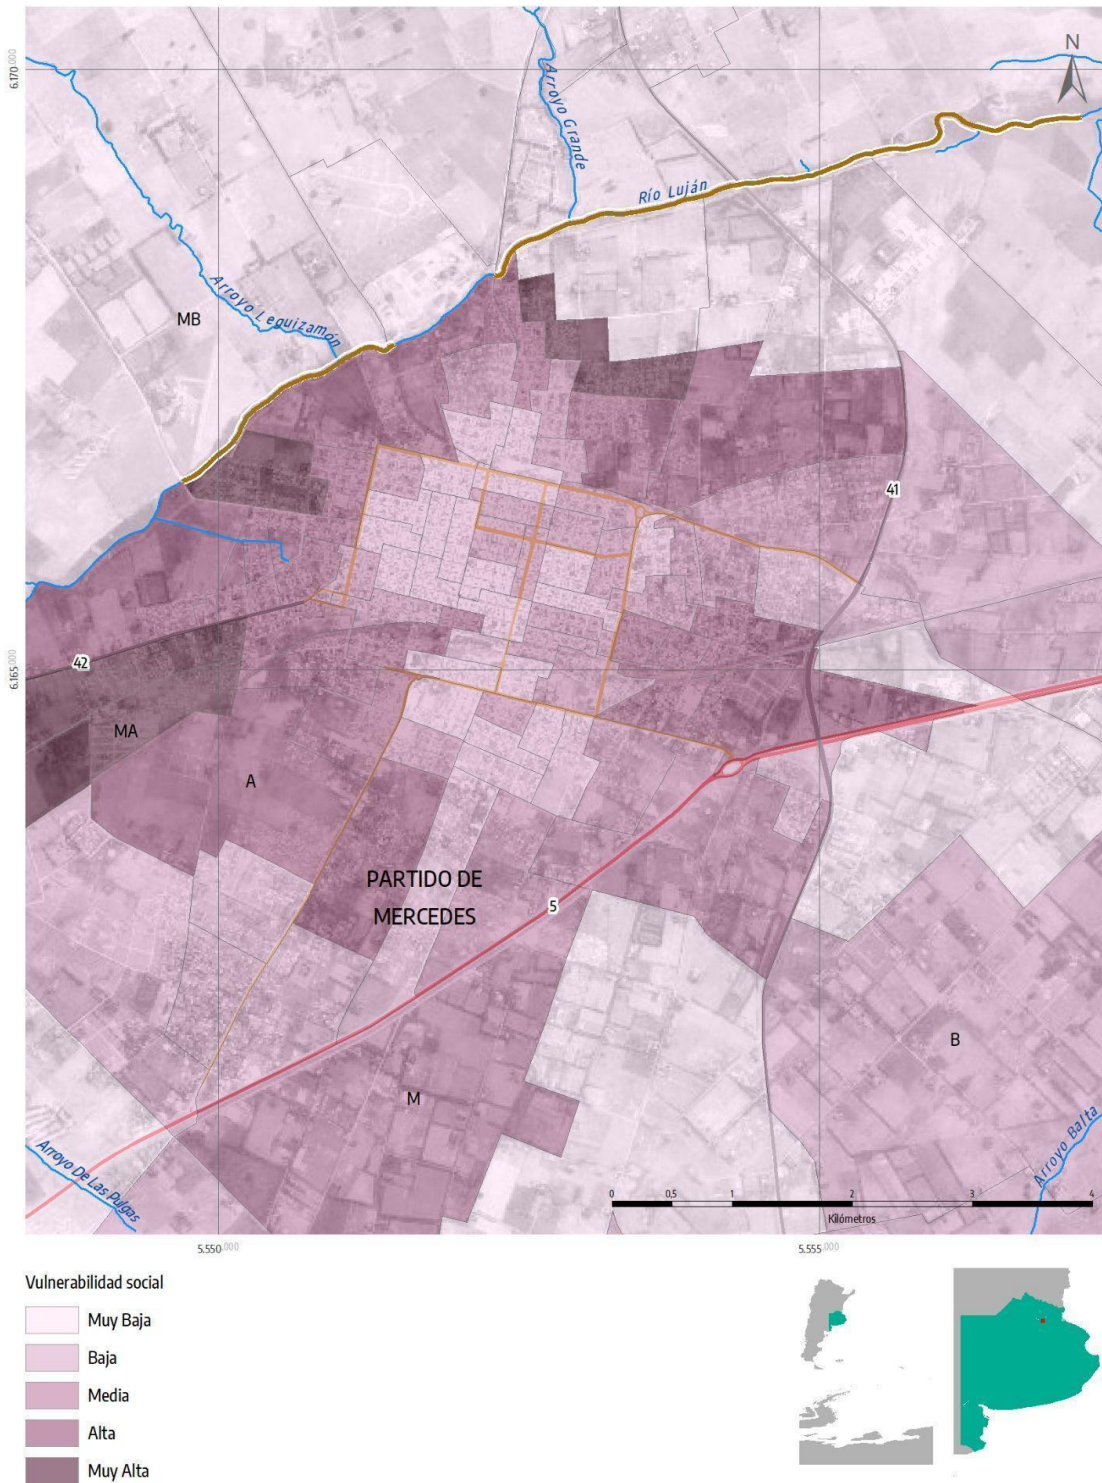 6.170.000
N
Arroyo Grande
Río Luján
Arroyo Leguizamón
MB
41
42
6.165.000
MA
A
PARTIDO DE
MERCEDES
5
B
M
Arroyo De Las Pulgas
Arroyo Balta
0 0,5 1 2 3 4
Kilómetros
5.550.000
5.555.000
Vulnerabilidad social
Muy Baja
Baja
Media
Alta
Muy Alta